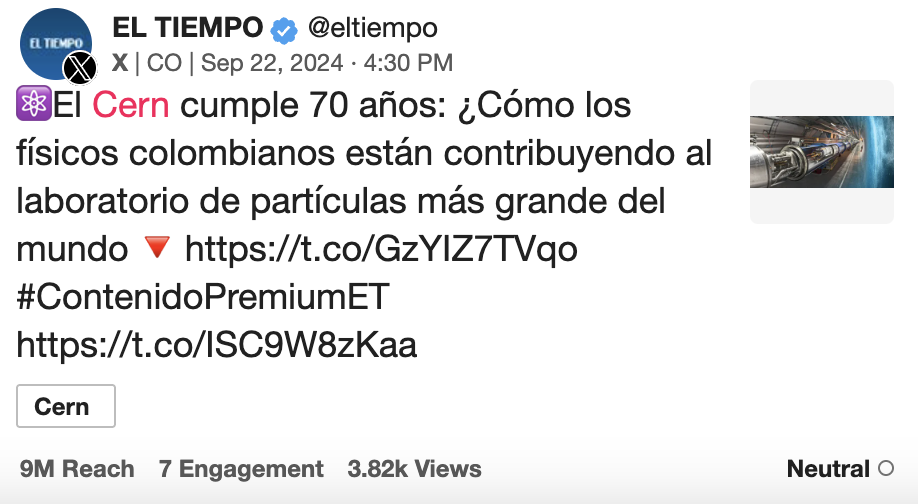 EL TIEMPO @eltiempo
EL TIEMPO
X | CO | Sep 22, 2024 · 4:30 PM
El Cern cumple 70 años: ¿Cómo los
físicos colombianos están contribuyendo al
laboratorio de partículas más grande del
mundo 🔻 https://t.co/GzYIZ7TVqo
#ContenidoPremiumET
https://t.co/lSC9W8zKaa
Cern
9M Reach 7 Engagement 3.82k Views Neutral